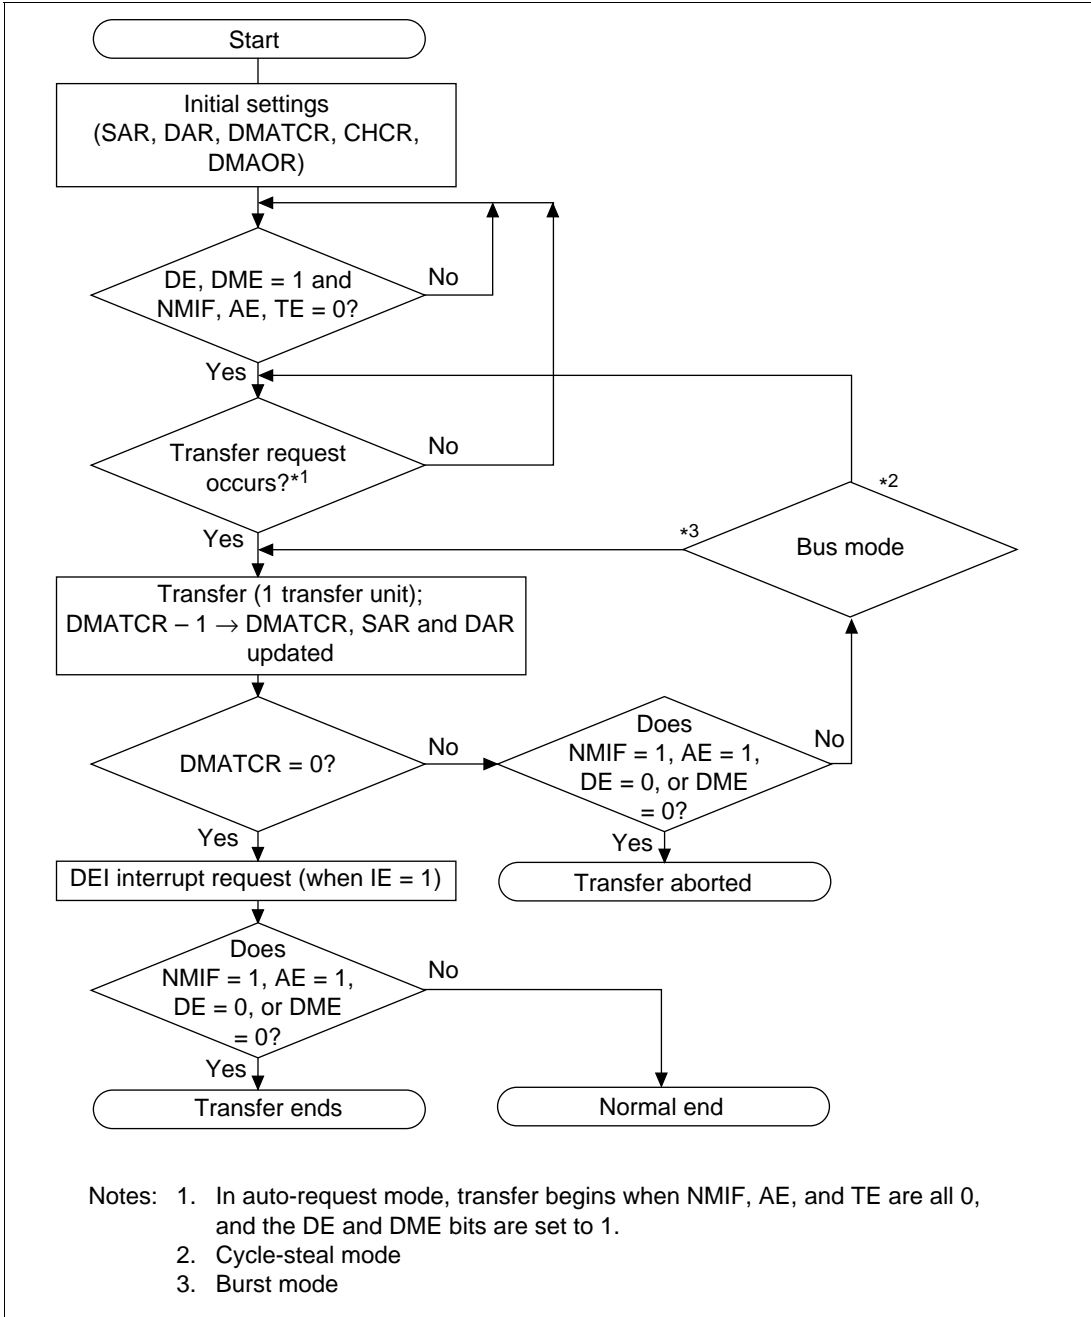 Start
Initial settings
(SAR, DAR, DMATCR, CHCR,
DMAOR)
DE, DME = 1 and
NMIF, AE, TE = 0?
No
Yes
Transfer request
occurs?*1
No
Yes
*2
*3
Bus mode
Transfer (1 transfer unit);
DMATCR – 1 → DMATCR, SAR and DAR
updated
DMATCR = 0?
No
Does
NMIF = 1, AE = 1,
DE = 0, or DME
= 0?
No
Yes
Yes
DEI interrupt request (when IE = 1)
Transfer aborted
Does
NMIF = 1, AE = 1,
DE = 0, or DME
= 0?
No
Yes
Transfer ends
Normal end
Notes: 1. In auto-request mode, transfer begins when NMIF, AE, and TE are all 0,
and the DE and DME bits are set to 1.
2. Cycle-steal mode
3. Burst mode